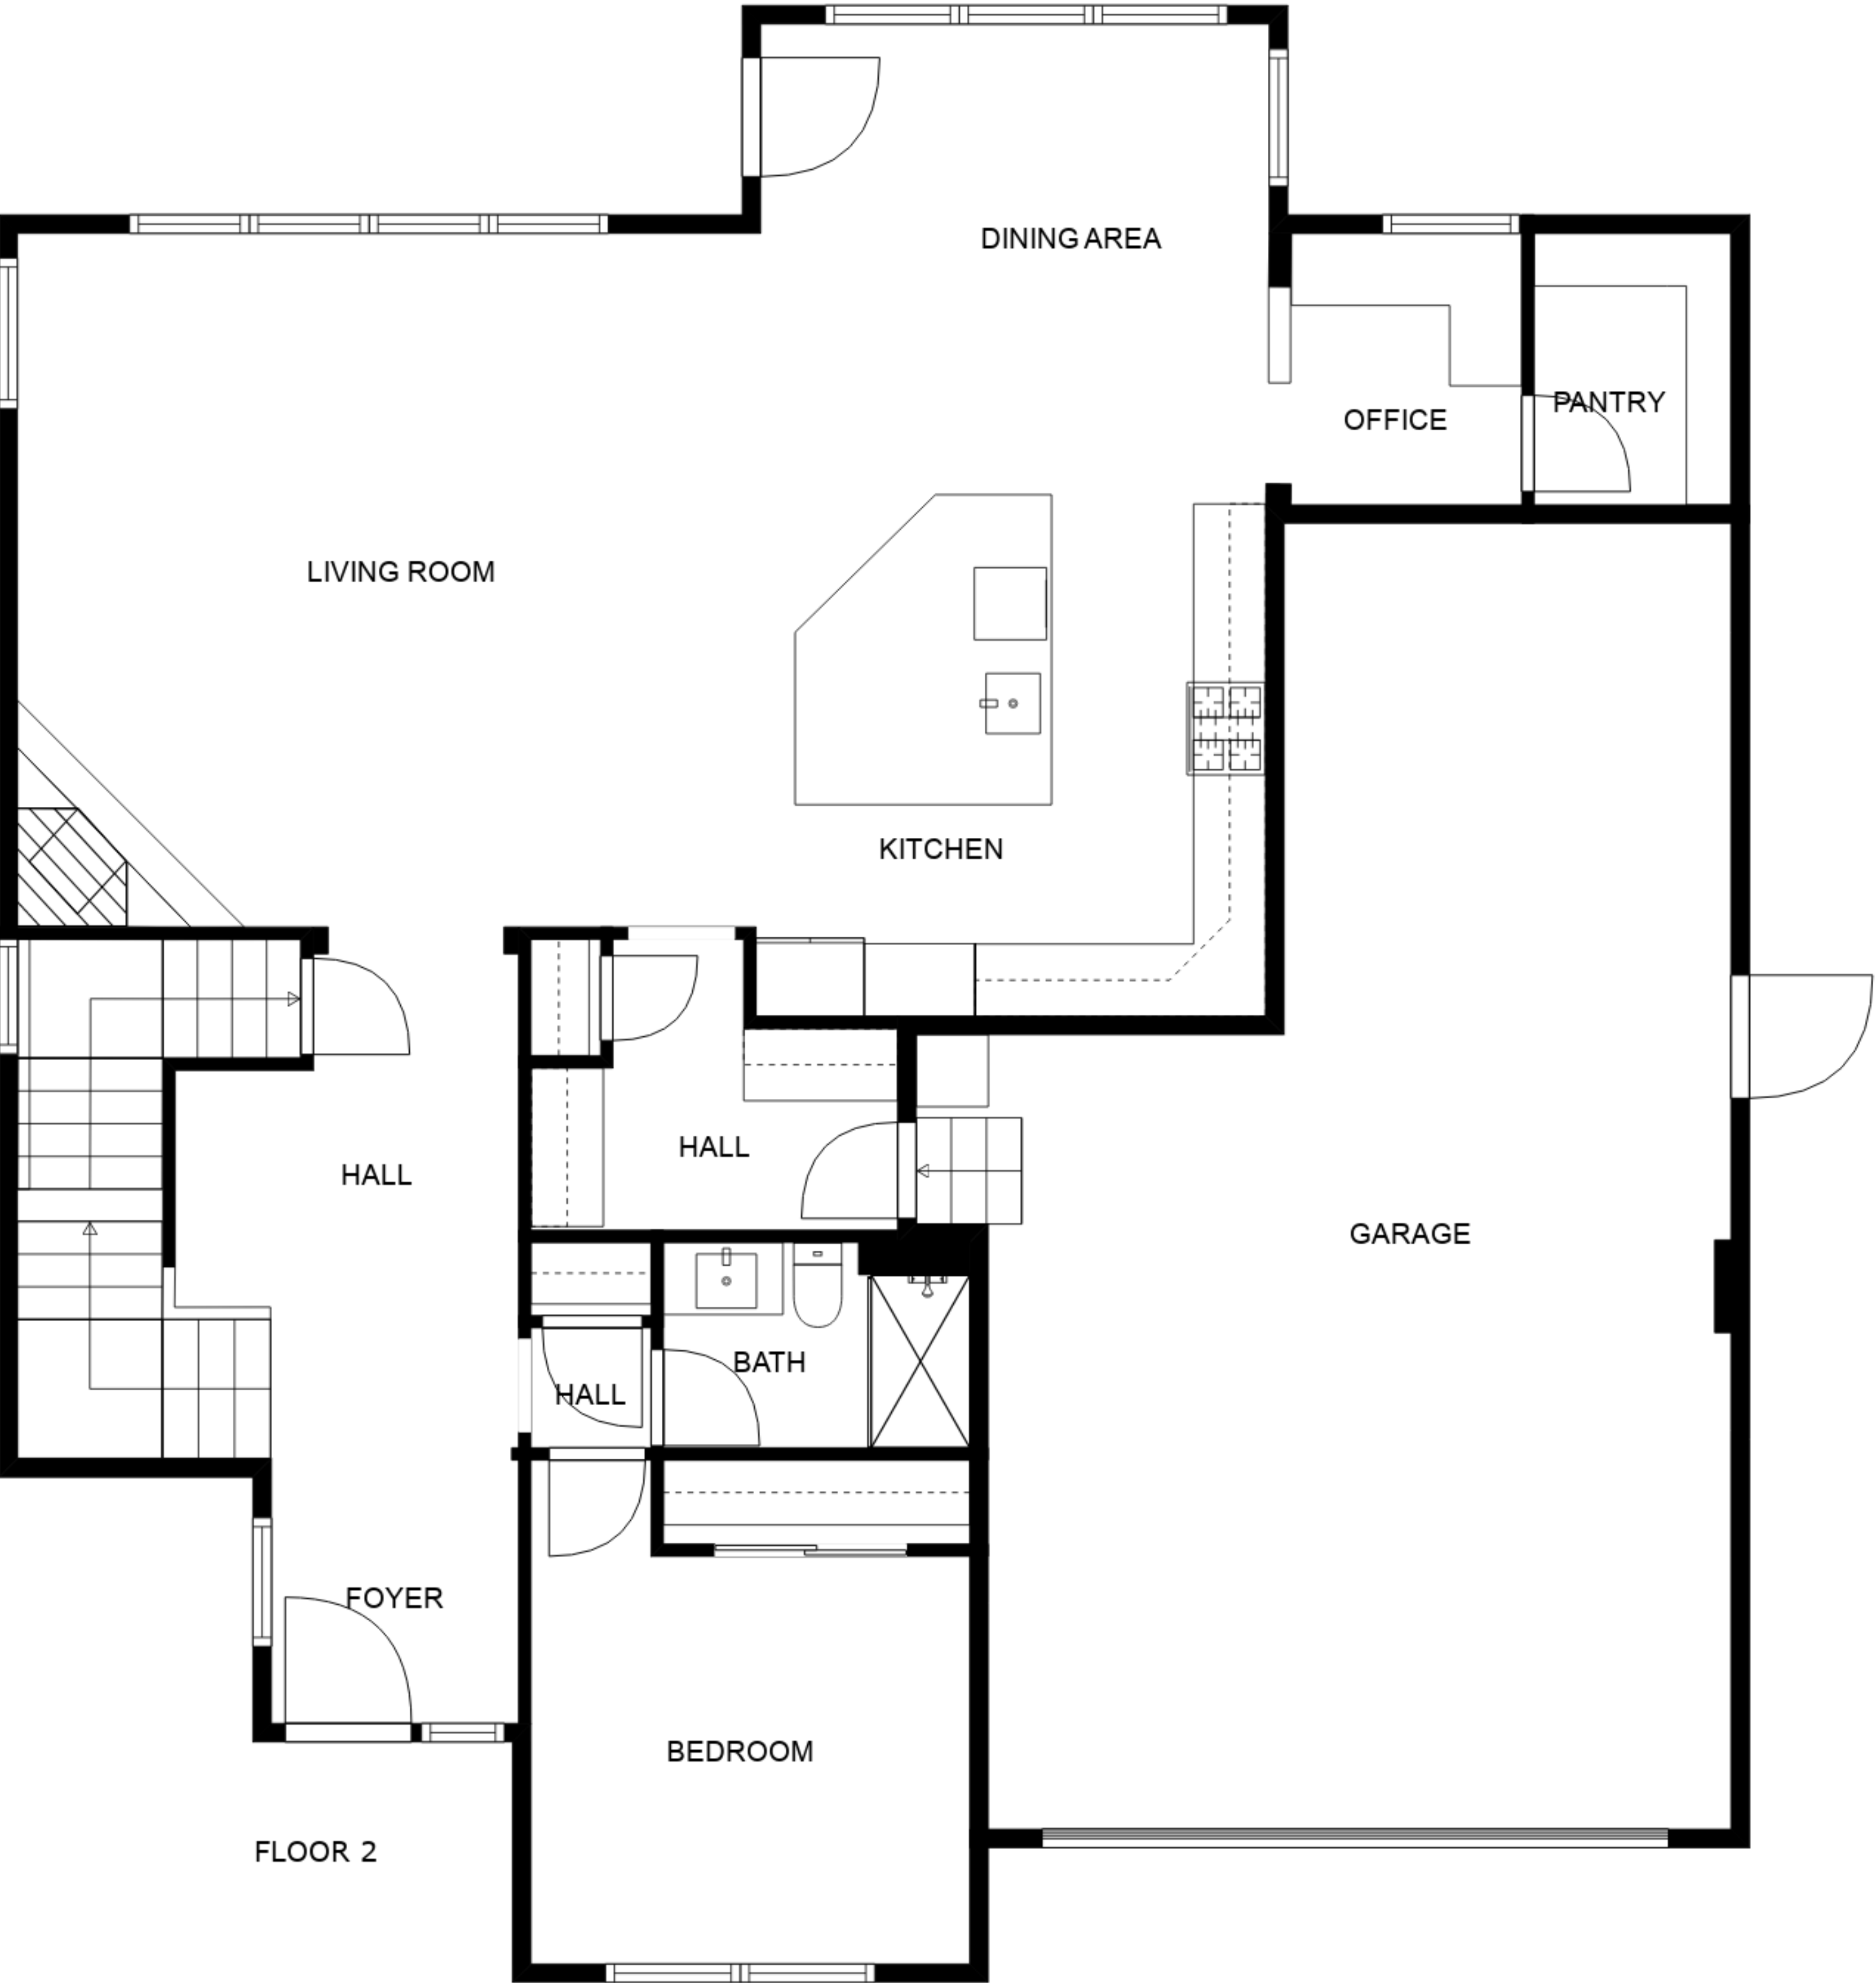 DINING AREA
PANTRY
OFFICE
LIVING ROOM
KITCHEN
HALL
HALL
GARAGE
BATH
HALL
FOYER
BEDROOM
FLOOR 2